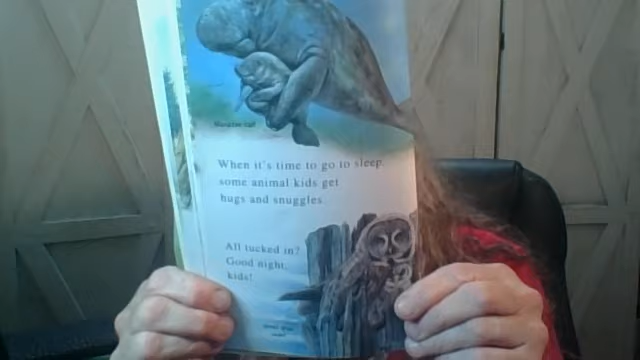 When it's time to go to sleep,
some animal kids get
hugs and snuggles.
All tucked in?
Good night,
kids!